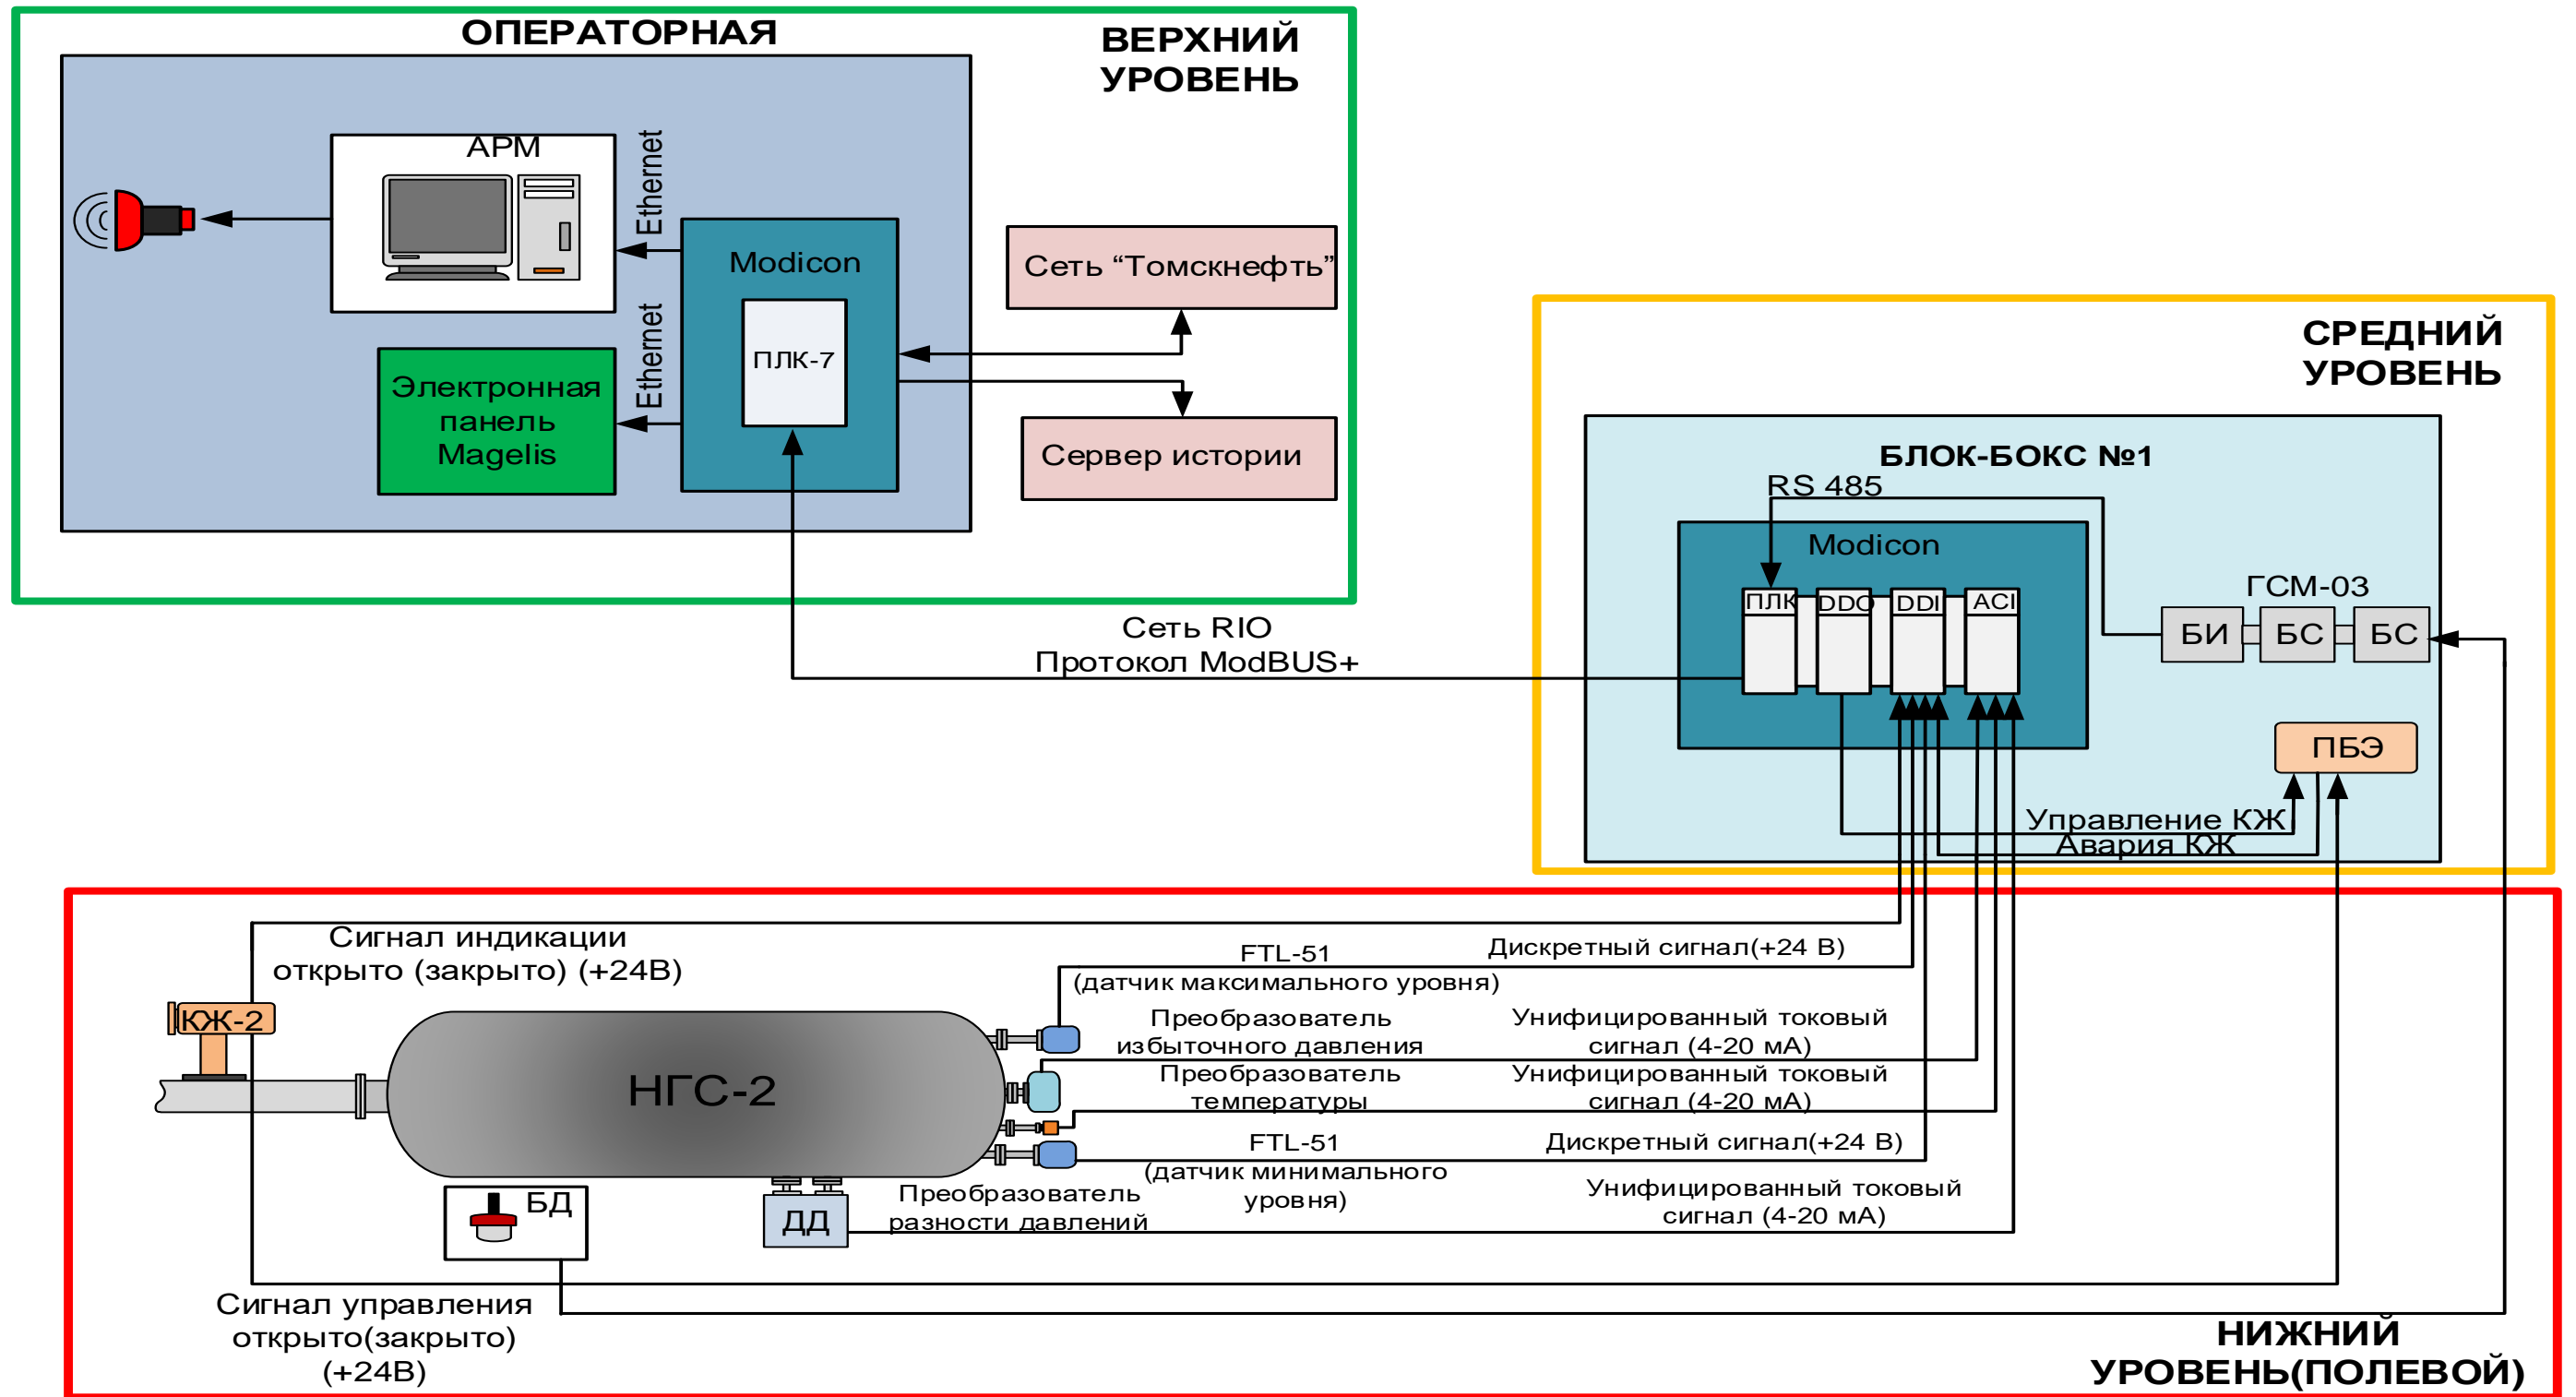 ОПЕРАТОРНАЯ
ВЕРХНИЙ
УРОВЕНЬ
АРМ
Ethernet
Modicon
ПЛК-7
Ethernet
Электронная
панель
Magelis
Сеть “Томскнефть”
Сервер истории
СРЕДНИЙ
УРОВЕНЬ
БЛОК-БОКС №1
RS 485
Modicon
ПЛК
DDO
DDI
ACI
ГСМ-03
БИ
БС
БС
ПБЭ
Управление КЖ
Авария КЖ
Сеть RIO
Протокол ModBUS+
Сигнал индикации
открыто (закрыто) (+24В)
КЖ-2
НГС-2
FTL-51
(датчик максимального уровня)
Дискретный сигнал(+24 В)
Преобразователь
избыточного давления
Унифицированный токовый
сигнал (4-20 мА)
Преобразователь
температуры
Унифицированный токовый
сигнал (4-20 мА)
FTL-51
(датчик минимального
уровня)
Дискретный сигнал(+24 В)
Преобразователь
разности давлений
Унифицированный токовый
сигнал (4-20 мА)
БД
ДД
Сигнал управления
открыто(закрыто)
(+24В)
НИЖНИЙ
УРОВЕНЬ(ПОЛЕВОЙ)